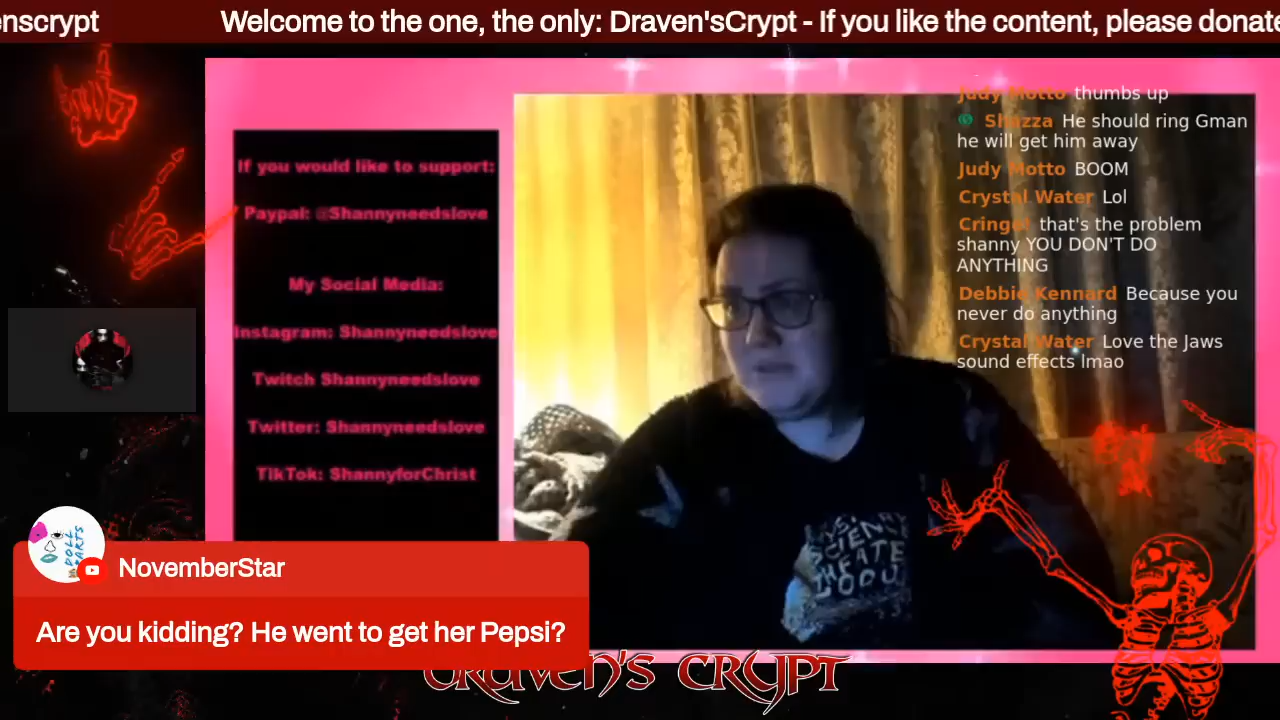 enscrypt
Welcome to the one, the only: Draven'sCrypt - If you like the content, please donate
If you would like to support:
Paypal: @Shannyneedslove
My Social Media:
Instagram: Shannyneedslove
Twitch Shannyneedslove
Twitter: Shannyneedslove
TikTok: ShannyforChrist
Judy Motto thumbs up
Shazza He should ring Gman
he will get him away
Judy Motto BOOM
Crystal Water Lol
Cringe! that's the problem
shanny YOU DON'T DO
ANYTHING
Debbie Kennard Because you
never do anything
Crystal Water Love the Jaws
sound effects lmao
SCIENCE
DOLL
PARTS
NovemberStar
Are you kidding? He went to get her Pepsi?
DRAVEN'S CRYPT